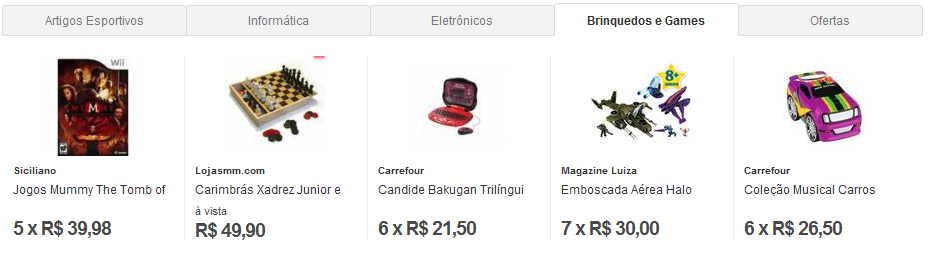 Artigos Esportivos
Informática
Eletrônicos
Brinquedos e Games
Ofertas
Wii
8+
Siciliano
Jogos Mummy The Tomb of
5 x R$ 39,98
Lojasmm.com
Carimbrás Xadrez Junior e
à vista
R$ 49,90
Carrefour
Candide Bakugan Trilíngui
6 x R$ 21,50
Magazine Luiza
Emboscada Aérea Halo
7 x R$ 30,00
Carrefour
Coleção Musical Carros
6 x R$ 26,50